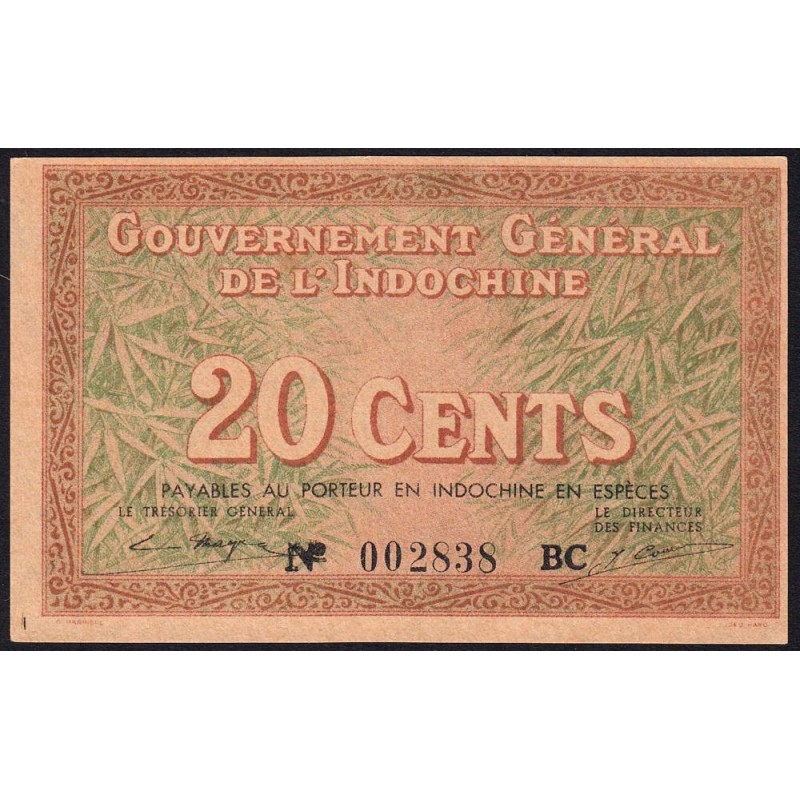 GOUVERNEMENT GÉNÉRAL
DE L'INDOCHINE
20 CENTS
PAYABLES AU PORTEUR EN INDOCHINE EN ESPÈCES
LE TRÉSORIER GÉNÉRAL
LE DIRECTEUR
DES FINANCES
Nº 002838 BC